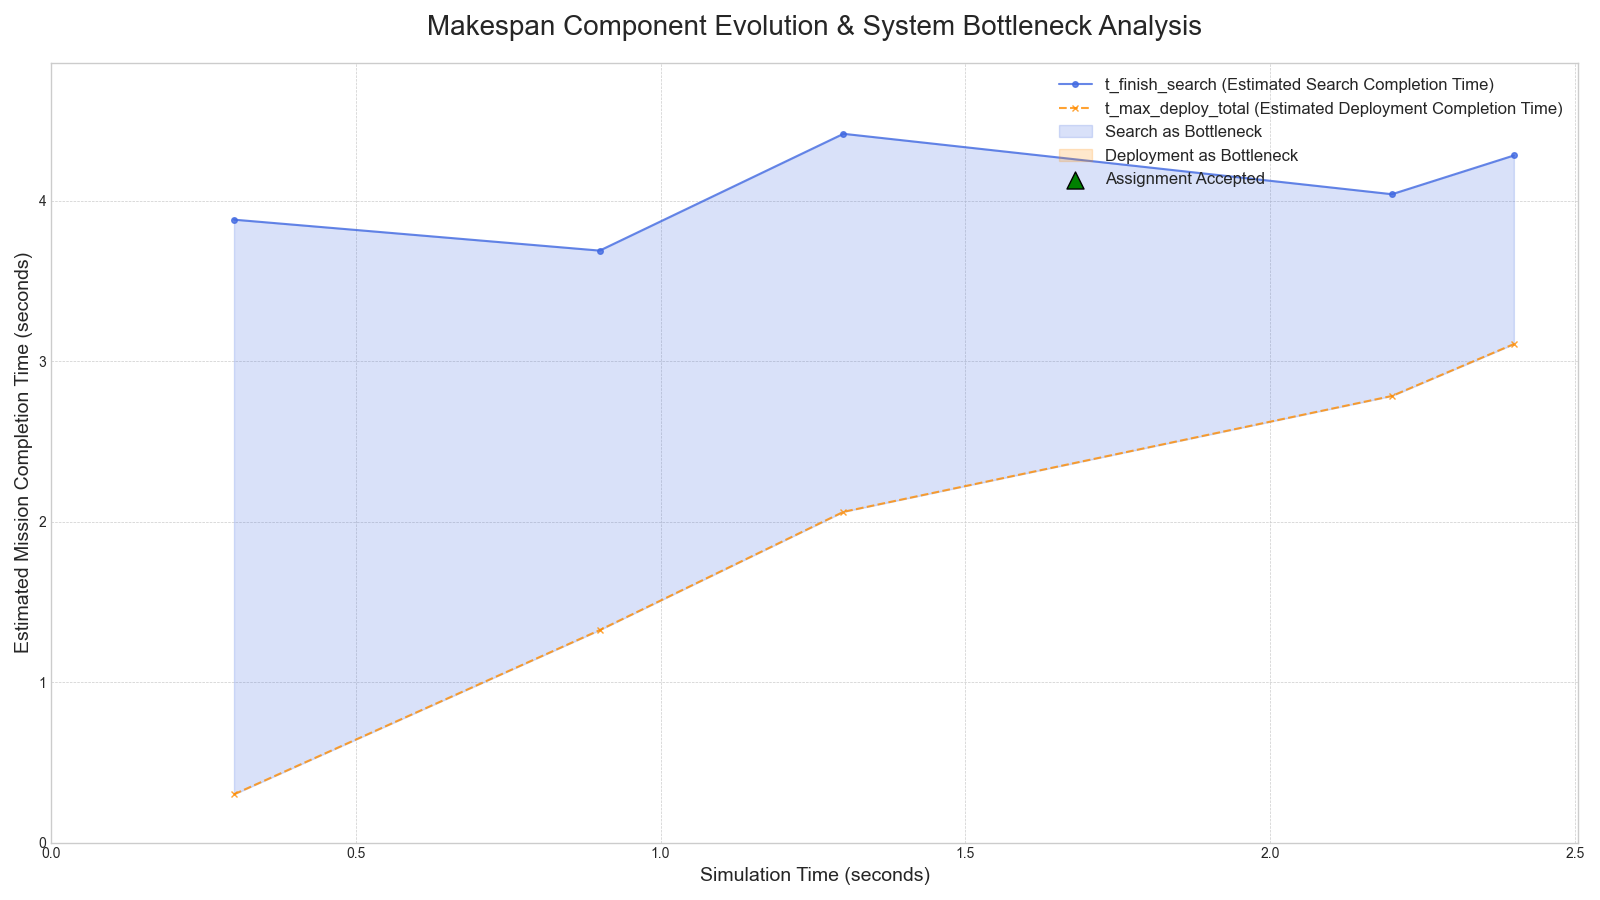 Makespan Component Evolution & System Bottleneck Analysis
t_finish_search (Estimated Search Completion Time)
t_max_deploy_total (Estimated Deployment Completion Time)
Search as Bottleneck
Deployment as Bottleneck
Assignment Accepted
Estimated Mission Completion Time (seconds)
4
3
2
1
0
0.0 0.5 1.0 1.5 2.0 2.5
Simulation Time (seconds)